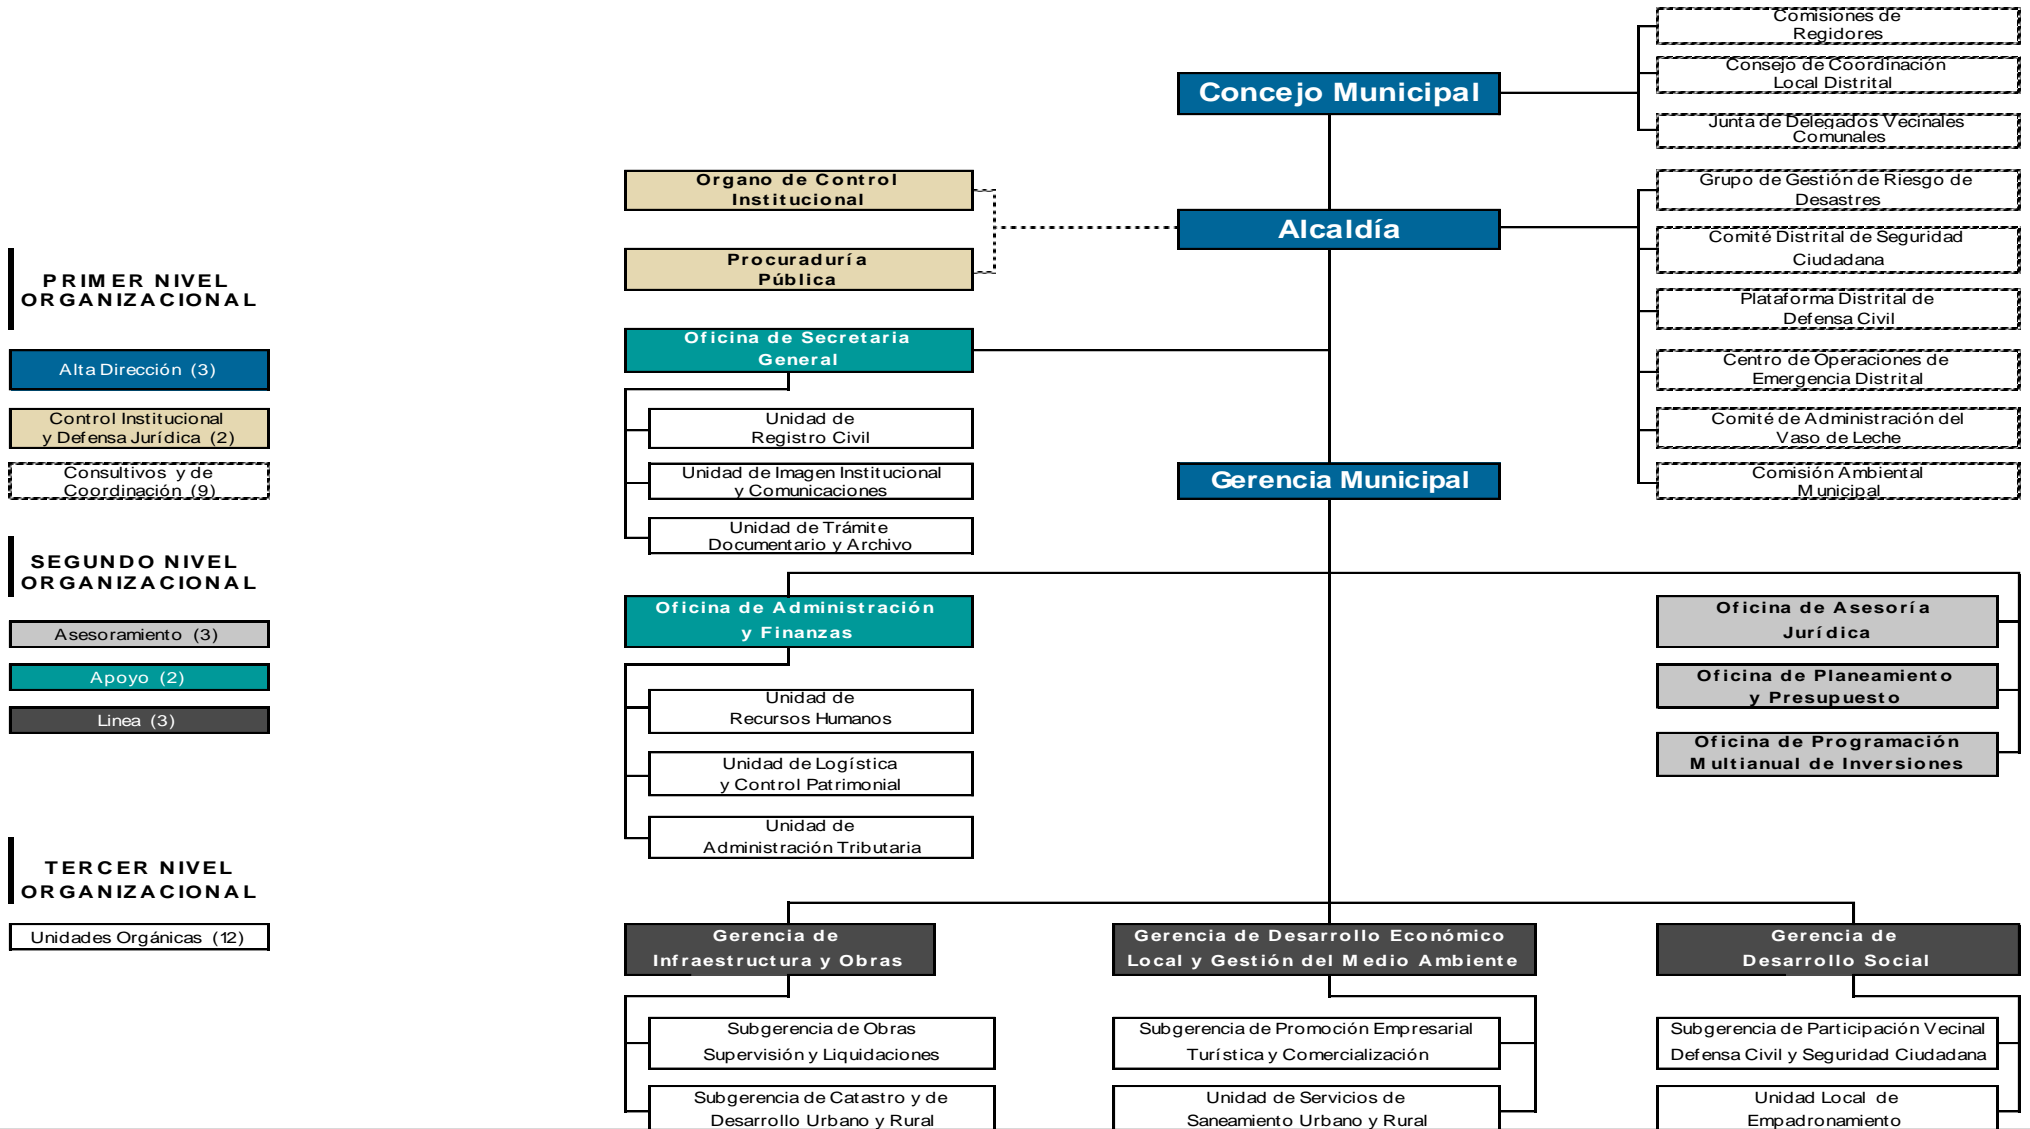 Comisiones de
Regidores
Concejo Municipal
Consejo de Coordinación
Local Distrital
Junta de Delegados Vecinales
Comunales
Organo de Control
Institucional
Grupo de Gestión de Riesgo de
Desastres
Alcaldía
Procuraduría
Pública
Comité Distrital de Seguridad
Ciudadana
PRIMER NIVEL
ORGANIZACIONAL
Plataforma Distrital de
Defensa Civil
Oficina de Secretaria
General
Alta Dirección (3)
Centro de Operaciones de
Emergencia Distrital
Control Institucional
y Defensa Jurídica (2)
Unidad de
Registro Civil
Comité de Administración del
Vaso de Leche
Consultivos y de
Coordinación (9)
Unidad de Imagen Institucional
y Comunicaciones
Gerencia Municipal
Comisión Ambiental
Municipal
Unidad de Trámite
Documentario y Archivo
SEGUNDO NIVEL
ORGANIZACIONAL
Oficina de Administración
y Finanzas
Oficina de Asesoría
Jurídica
Asesoramiento (3)
Apoyo (2)
Oficina de Planeamiento
y Presupuesto
Linea (3)
Unidad de
Recursos Humanos
Oficina de Programación
Multianual de Inversiones
Unidad de Logística
y Control Patrimonial
Unidad de
Administración Tributaria
TERCER NIVEL
ORGANIZACIONAL
Unidades Orgánicas (12)
Gerencia de
Infraestructura y Obras
Gerencia de Desarrollo Económico
Local y Gestión del Medio Ambiente
Gerencia de
Desarrollo Social
Subgerencia de Obras
Supervisión y Liquidaciones
Subgerencia de Promoción Empresarial
Turística y Comercialización
Subgerencia de Participación Vecinal
Defensa Civil y Seguridad Ciudadana
Subgerencia de Catastro y de
Desarrollo Urbano y Rural
Unidad de Servicios de
Saneamiento Urbano y Rural
Unidad Local de
Empadronamiento